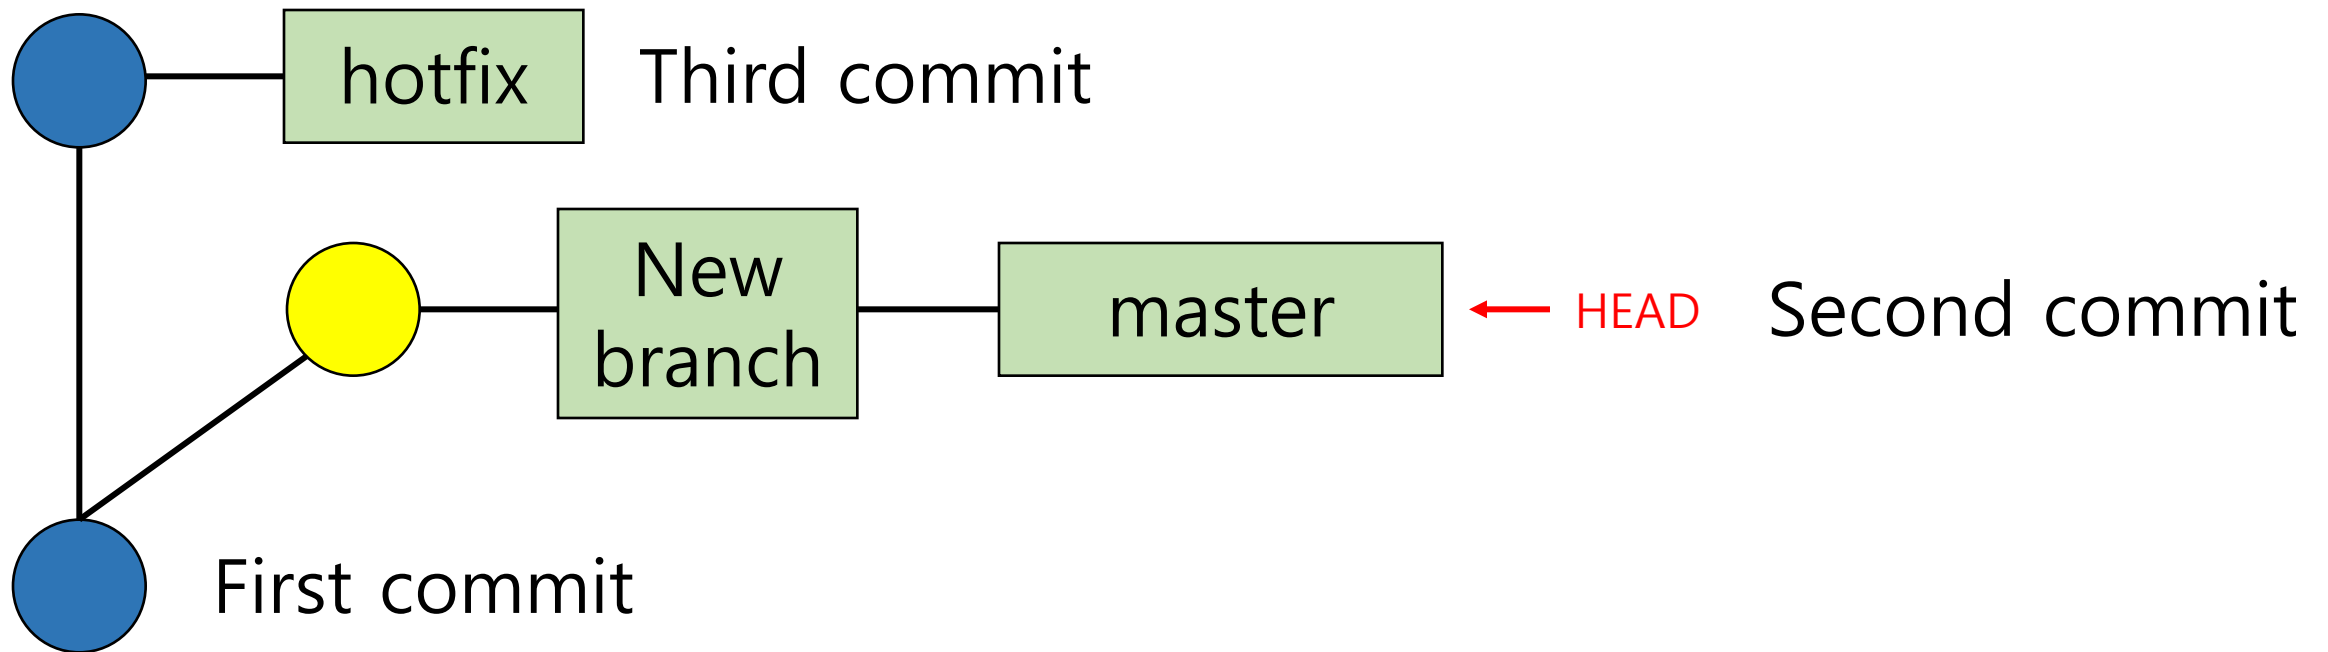 hotfix Third commit
New
branch
master
HEAD
Second commit
First commit